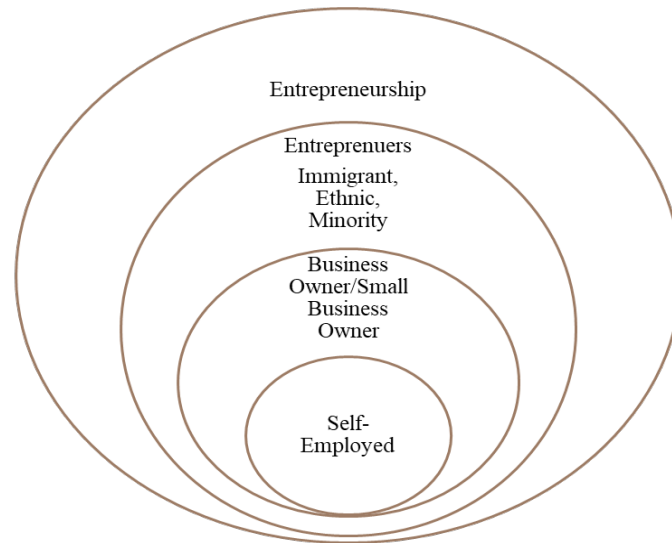 Entrepreneurship
Entreprenuers
Immigrant,
Ethnic,
Minority
Business
Owner/Small
Business
Owner
Self-
Employed